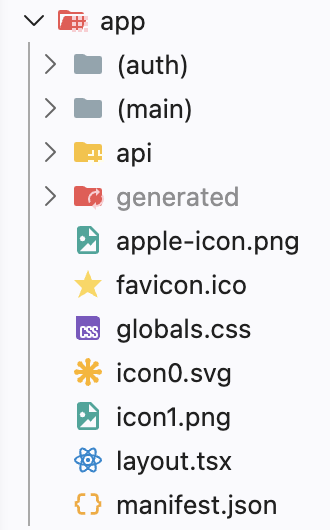 app
(auth)
(main)
api
generated
apple-icon.png
favicon.ico
CSS globals.css
icon0.svg
icon1.png
layout.tsx
manifest.json